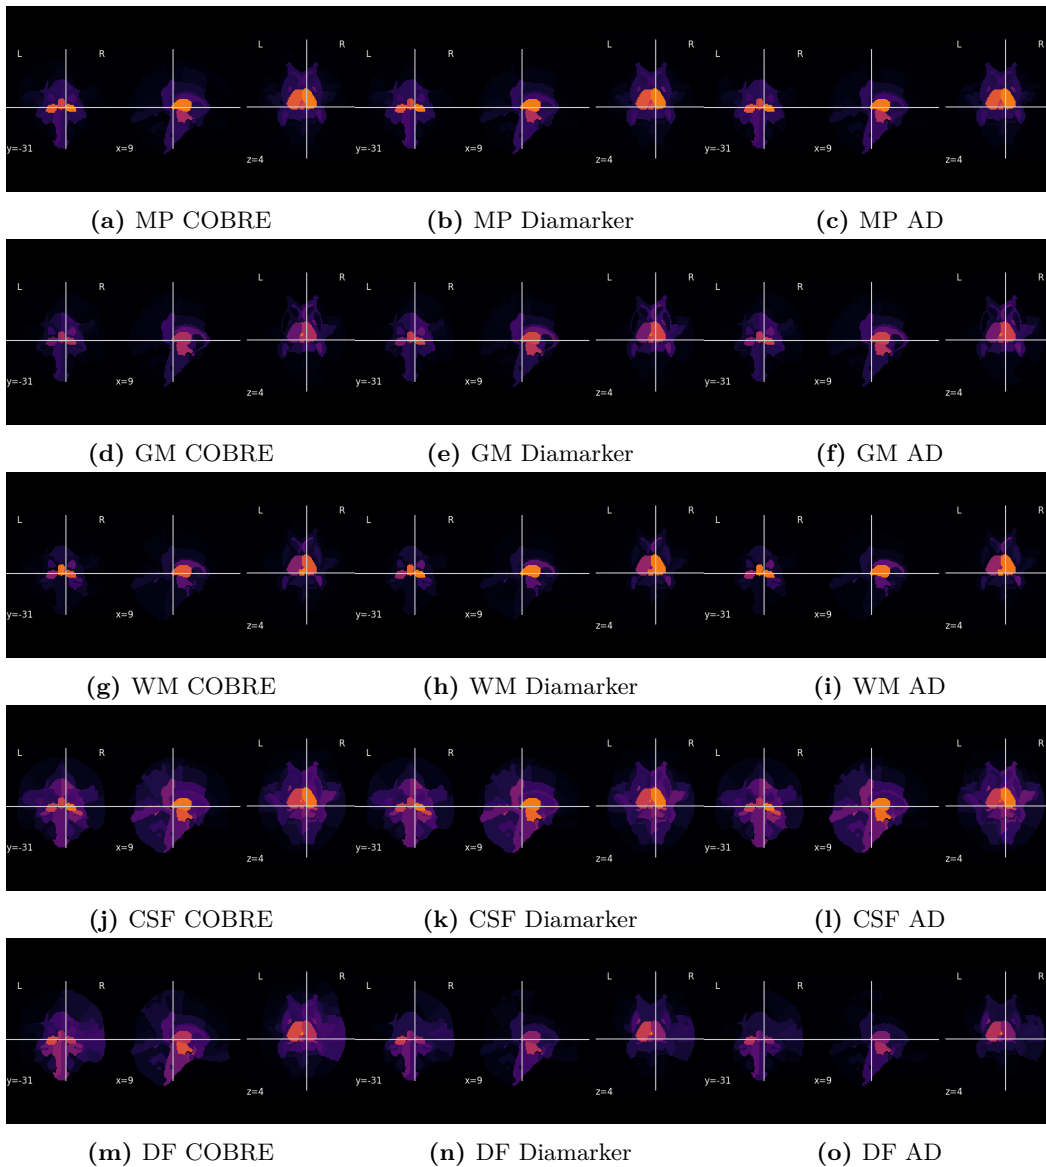 L R L R L R L R L R L R
y=-31 x=9 z=4 y=-31 x=9 z=4 y=-31 x=9 z=4
(a) MP COBRE (b) MP Diamarker (c) MP AD
L R L R L R L R L R L R
y=-31 x=9 z=4 y=-31 x=9 z=4 y=-31 x=9 z=4
(d) GM COBRE (e) GM Diamarker (f) GM AD
L R L R L R L R L R L R
y=-31 x=9 z=4 y=-31 x=9 z=4 y=-31 x=9 z=4
(g) WM COBRE (h) WM Diamarker (i) WM AD
L R L R L R L R L R L R
y=-31 x=9 z=4 y=-31 x=9 z=4 y=-31 x=9 z=4
(j) CSF COBRE (k) CSF Diamarker (l) CSF AD
L R L R L R L R L R L R
y=-31 x=9 z=4 y=-31 x=9 z=4 y=-31 x=9 z=4
(m) DF COBRE (n) DF Diamarker (o) DF AD